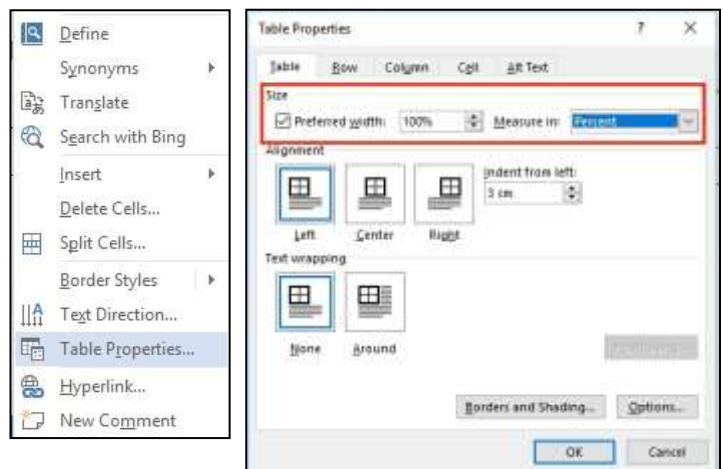 Define
Synonyms
Translate
Search with Bing
Insert
Delete Cells...
Split Cells...
Border Styles
Text Direction...
Table Properties...
Hyperlink...
New Comment
Table Properties ? ×
Table Row Column Cell Alt Text
Size
Preferred width: 100% Measure in: Percent
Alignment
Indent from left:
3 cm
Left Center Right
Text wrapping
None Around
Borders and Shading... Options...
OK Cancel